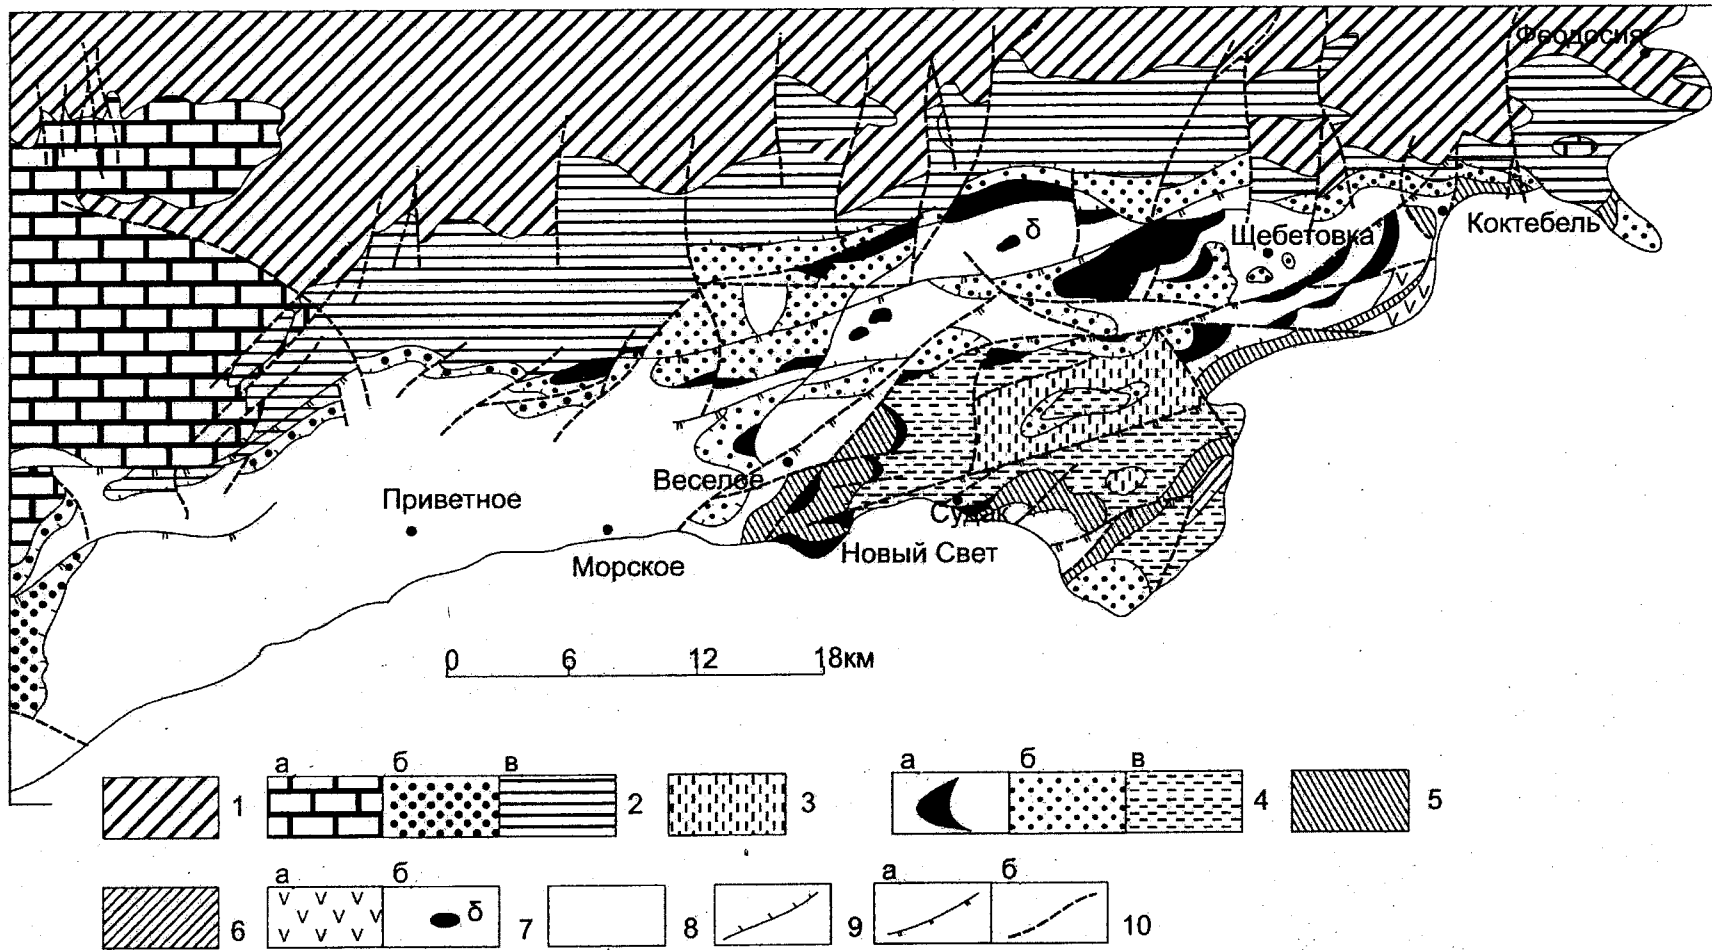 Феодосия
δ
Щебетовка
Коктебель
Веселое
Приветное
Судак
Морское
Новый Свет
0 6 12 18км
а б в а б в
1 2 3 4 5
а б а б
δ
6 7 8 9 10